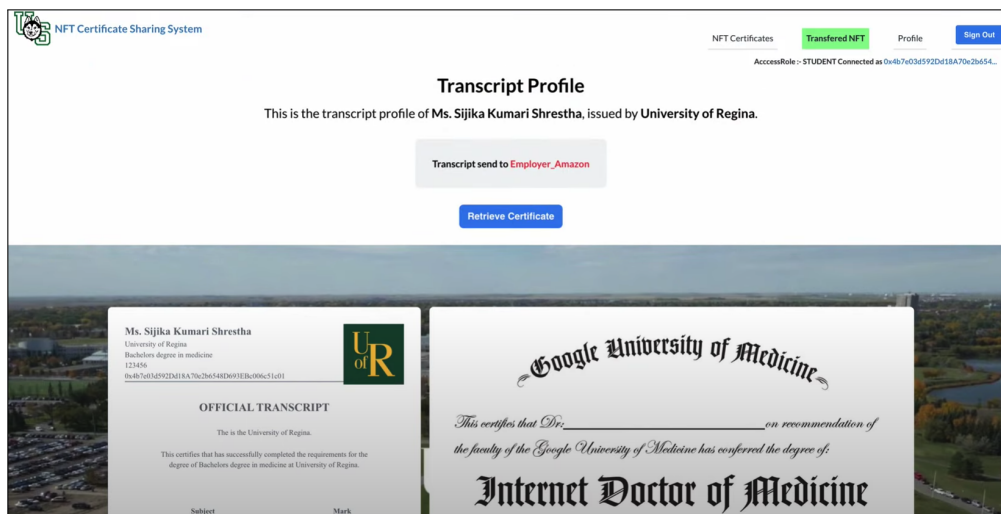 NFT Certificate Sharing System
NFT Certificates
Transfered NFT
Profile
Sign Out
AcccessRole :- STUDENT Connected as 0x4b7e03d592Dd18A70e2b654...
Transcript Profile
This is the transcript profile of Ms. Sijika Kumari Shrestha, issued by University of Regina.
Transcript send to Employer_Amazon
Retrieve Certificate
Ms. Sijika Kumari Shrestha
University of Regina
Bachelors degree in medicine
123456
0x4b7e03d592Dd18A70e2b6548D693EBc006c51c01
U
of R
OFFICIAL TRANSCRIPT
The is the University of Regina.
This certifies that has successfully completed the requirements for the
degree of Bachelors degree in medicine at University of Regina.
Subject Mark
Google University of Medicine
This certifies that Dr:____________________on recommendation of
the faculty of the Google University of Medicine has conferred the degree of:
Internet Doctor of Medicine